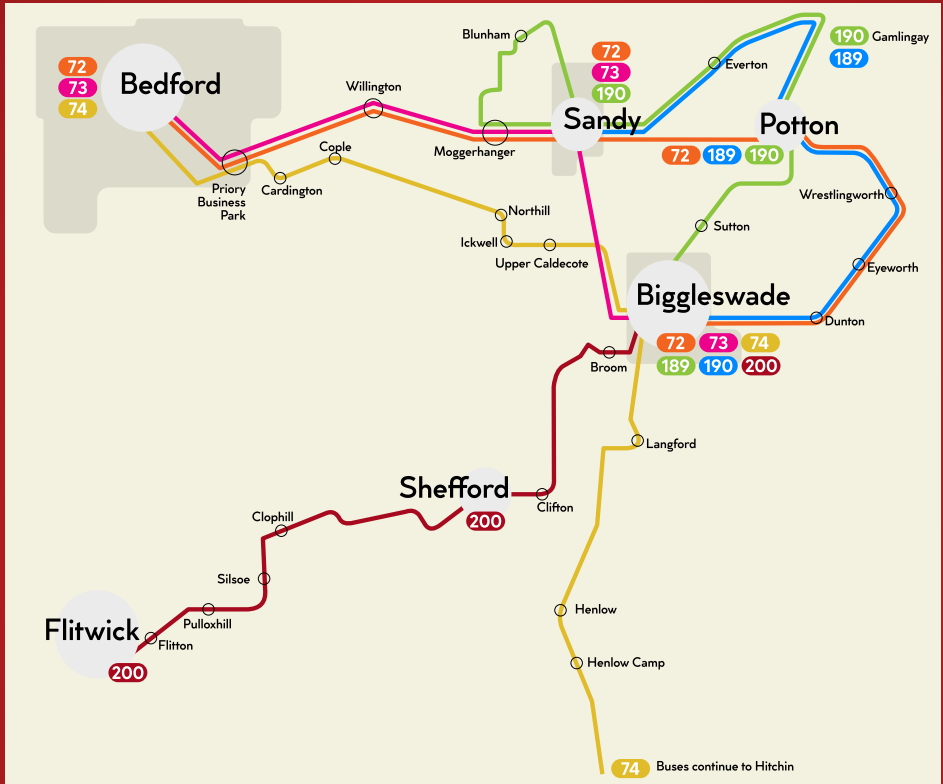 Blunham
190 Gamlingay
189
72
73
190
Everton
72
73
74
Bedford
Willington
Sandy
Potton
Moggerhanger
72 189 190
Cople
Priory
Business
Park
Cardington
Wrestlingworth
Northhill
Sutton
Ickwell
Upper Caldecote
Eyeworth
Biggleswade
Dunton
72 73 74
189 190 200
Broom
Langford
Shefford
200
Clifton
Clophill
Silsoe
Henlow
Pulloxhill
Flitwick
Flitton
200
Henlow Camp
74 Buses continue to Hitchin